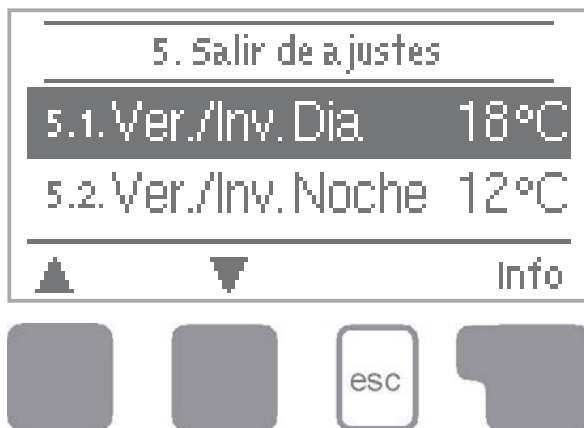 5. Salir de ajustes
5.1. Ver./Inv. Dia 18°C
5.2. Ver./Inv. Noche 12°C
Info
esc